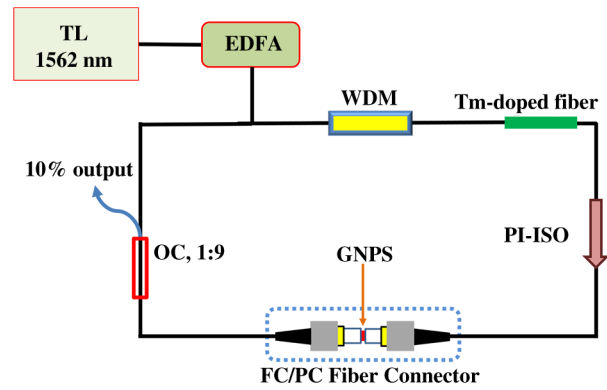 TL
1562 nm
EDFA
WDM
Tm-doped fiber
10% output
OC, 1:9
PI-ISO
GNPS
FC/PC Fiber Connector